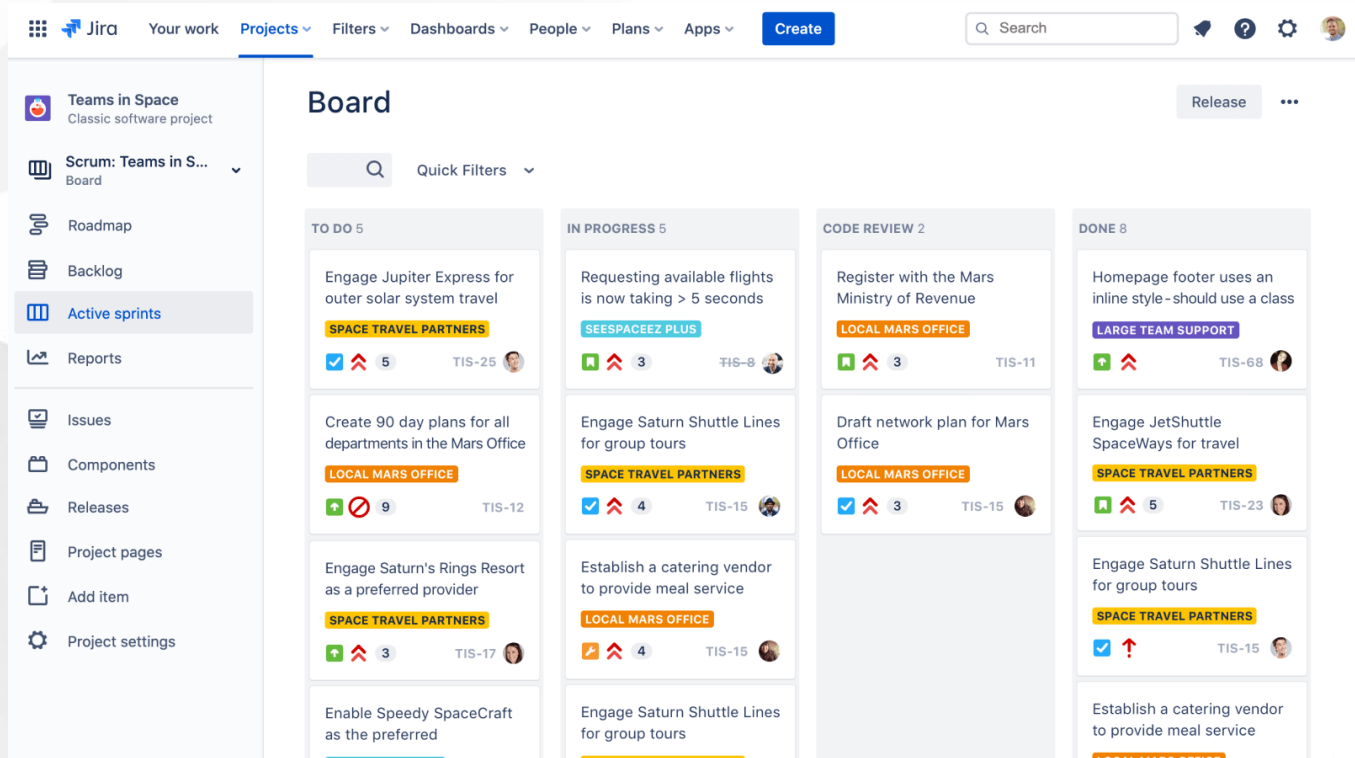 Jira
Your work
Projects
Filters
Dashboards
People
Plans
Apps
Create
Search
Teams in Space
Classic software project
Scrum: Teams in S...
Board
Roadmap
Backlog
Active sprints
Reports
Issues
Components
Releases
Project pages
Add item
Project settings
Board
Release
Quick Filters
TO DO 5
Engage Jupiter Express for
outer solar system travel
SPACE TRAVEL PARTNERS
5
TIS-25
Create 90 day plans for all
departments in the Mars Office
LOCAL MARS OFFICE
9
TIS-12
Engage Saturn's Rings Resort
as a preferred provider
SPACE TRAVEL PARTNERS
3
TIS-17
Enable Speedy SpaceCraft
as the preferred
IN PROGRESS 5
Requesting available flights
is now taking > 5 seconds
SEESPACEEZ PLUS
3
TIS-8
Engage Saturn Shuttle Lines
for group tours
SPACE TRAVEL PARTNERS
4
TIS-15
Establish a catering vendor
to provide meal service
LOCAL MARS OFFICE
4
TIS-15
Engage Saturn Shuttle Lines
for group tours
CODE REVIEW 2
Register with the Mars
Ministry of Revenue
LOCAL MARS OFFICE
3
TIS-11
Draft network plan for Mars
Office
LOCAL MARS OFFICE
3
TIS-15
DONE 8
Homepage footer uses an
inline style-should use a class
LARGE TEAM SUPPORT
TIS-68
Engage JetShuttle
SpaceWays for travel
SPACE TRAVEL PARTNERS
5
TIS-23
Engage Saturn Shuttle Lines
for group tours
SPACE TRAVEL PARTNERS
TIS-15
Establish a catering vendor
to provide meal service
LOCAL MARS OFFICE